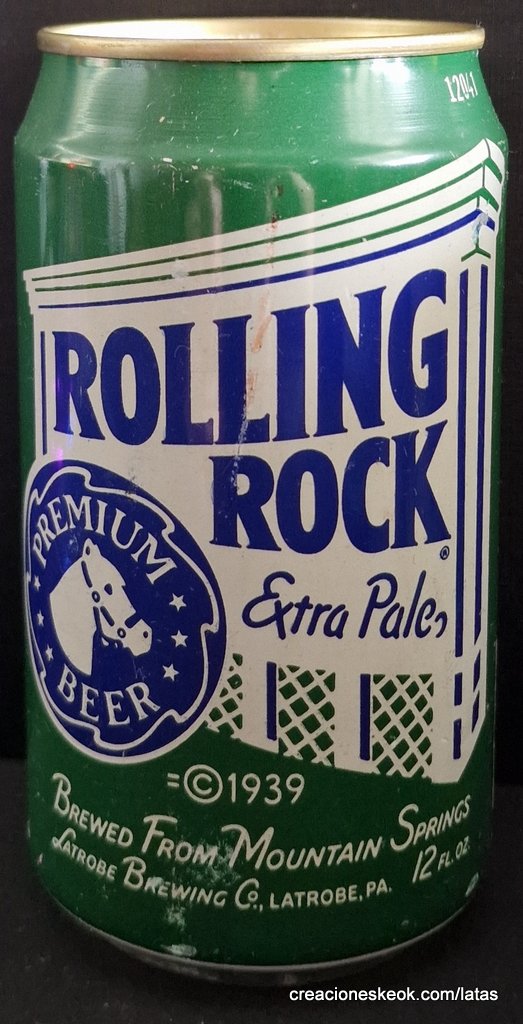 12041
ROLLING
ROCK
®
Extra Pale
PREMIUM
BEER
=©1939
BREWED FROM MOUNTAIN SPRINGS
LATROBE BREWING CO., LATROBE, PA. 12 FL. OZ.
creacioneskeok.com/latas